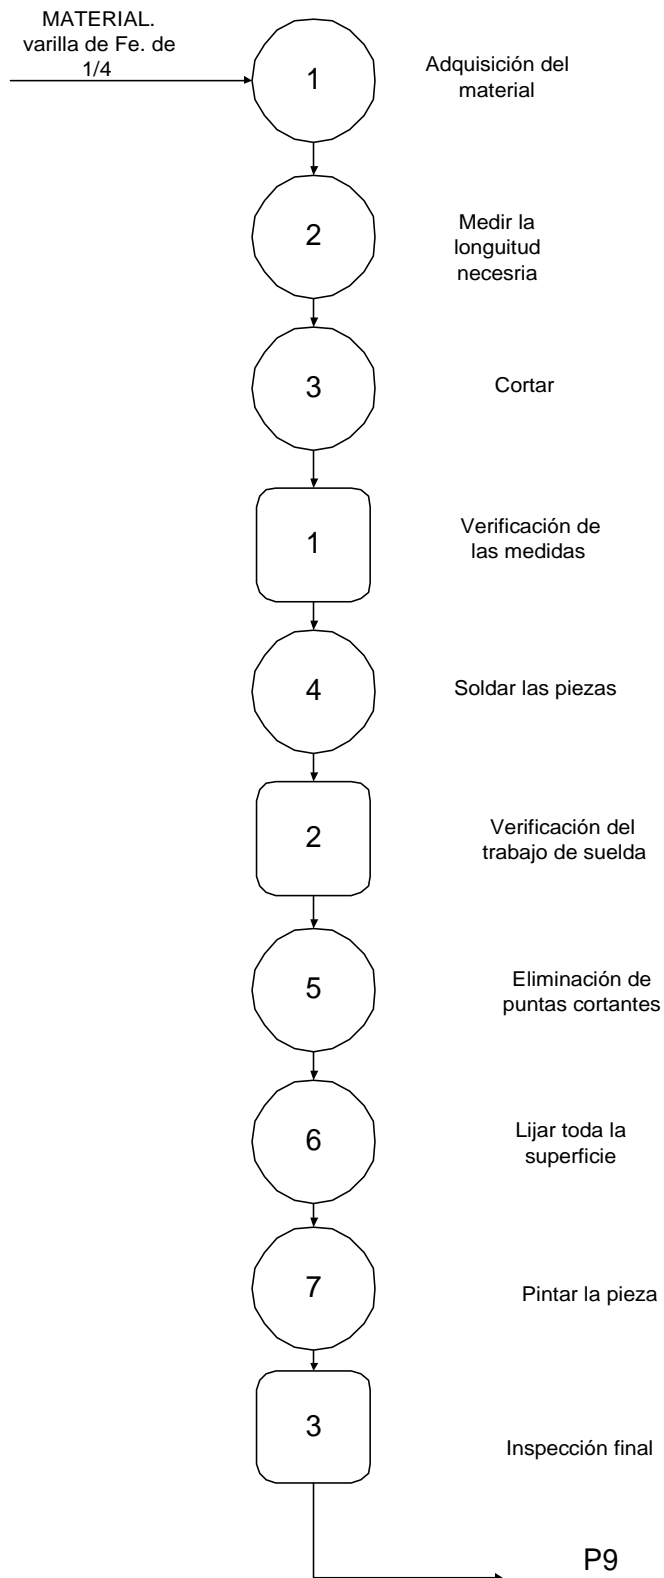 MATERIAL.
varilla de Fe. de
1/4
1
Adquisición del
material
2
Medir la
longuitud
necesria
3
Cortar
1
Verificación de
las medidas
4
Soldar las piezas
2
Verificación del
trabajo de suelda
5
Eliminación de
puntas cortantes
6
Lijar toda la
superficie
7
Pintar la pieza
3
Inspección final
P9